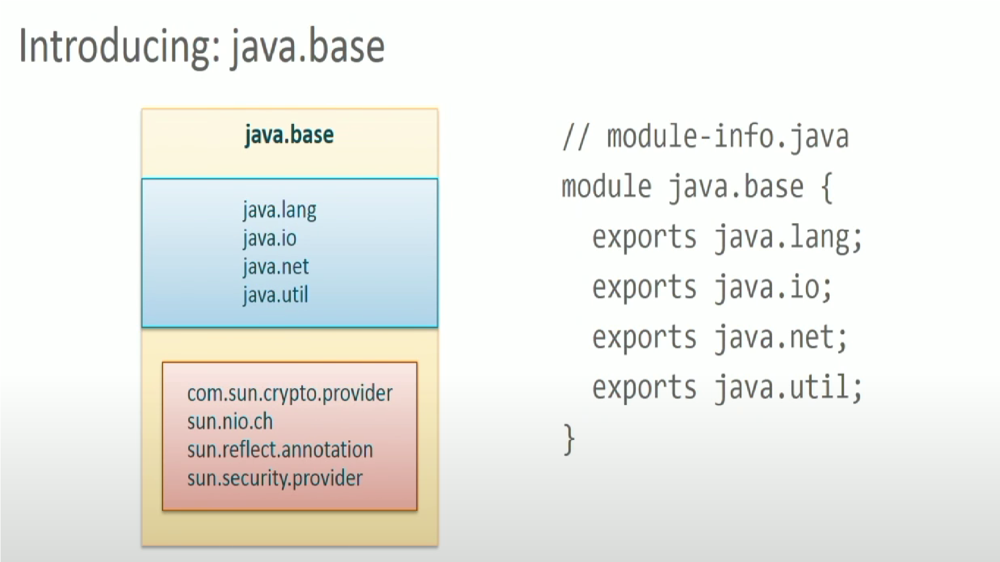 Introducing: java.base
java.base
java.lang
java.io
java.net
java.util
com.sun.crypto.provider
sun.nio.ch
sun.reflect.annotation
sun.security.provider
// module-info.java
module java.base {
exports java.lang;
exports java.io;
exports java.net;
exports java.util;
}